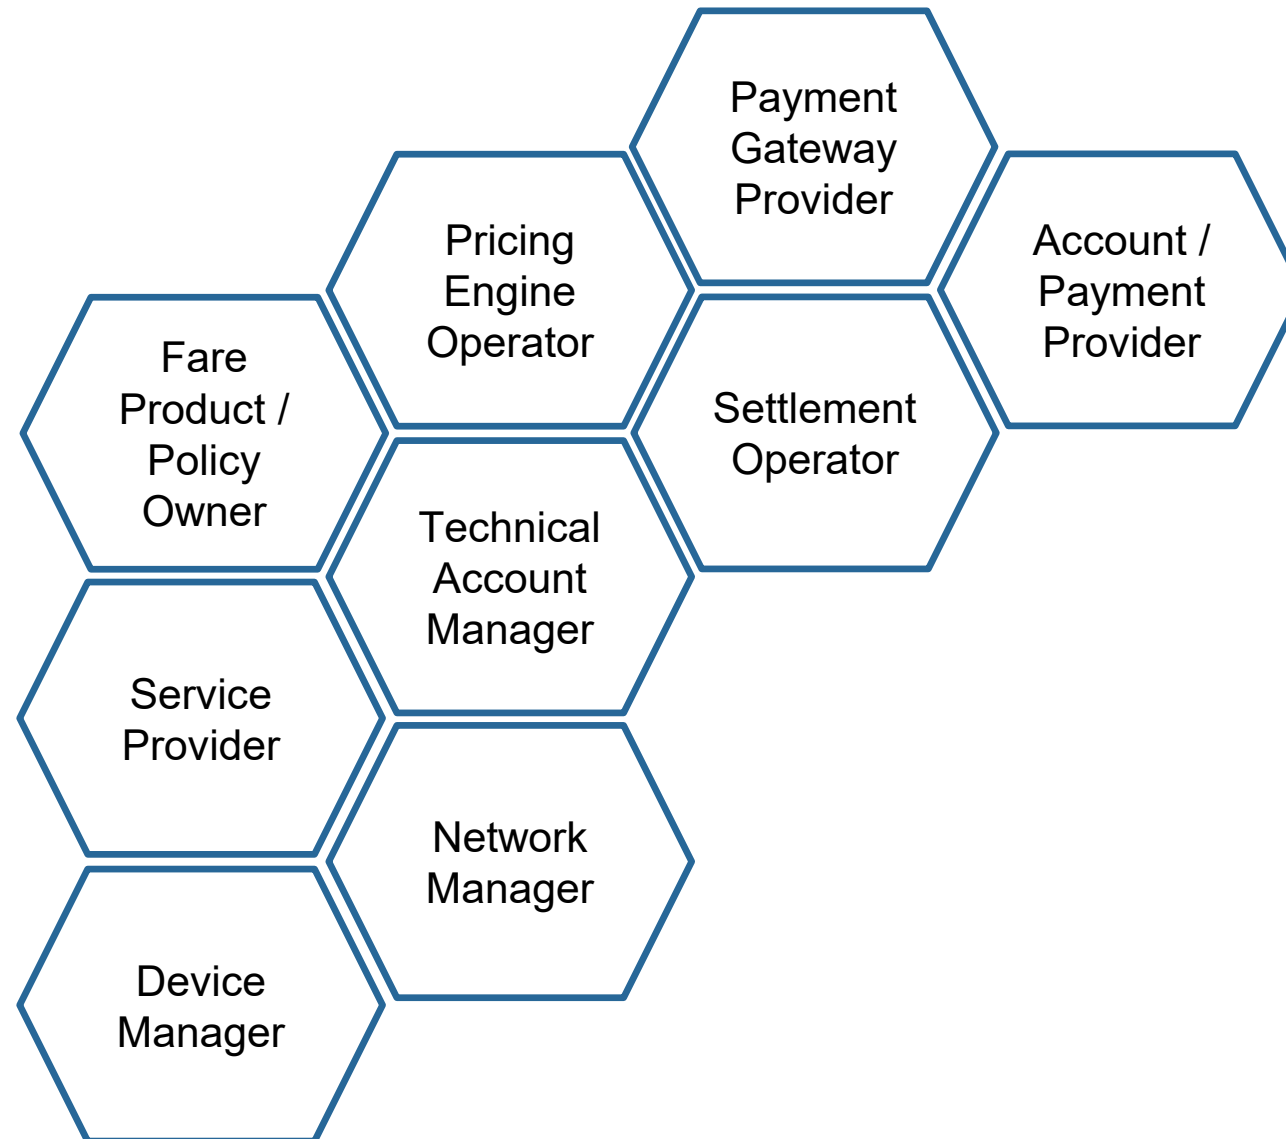 Payment
Gateway
Provider
Pricing
Engine
Operator
Account /
Payment
Provider
Fare
Product /
Policy
Owner
Settlement
Operator
Technical
Account
Manager
Service
Provider
Network
Manager
Device
Manager